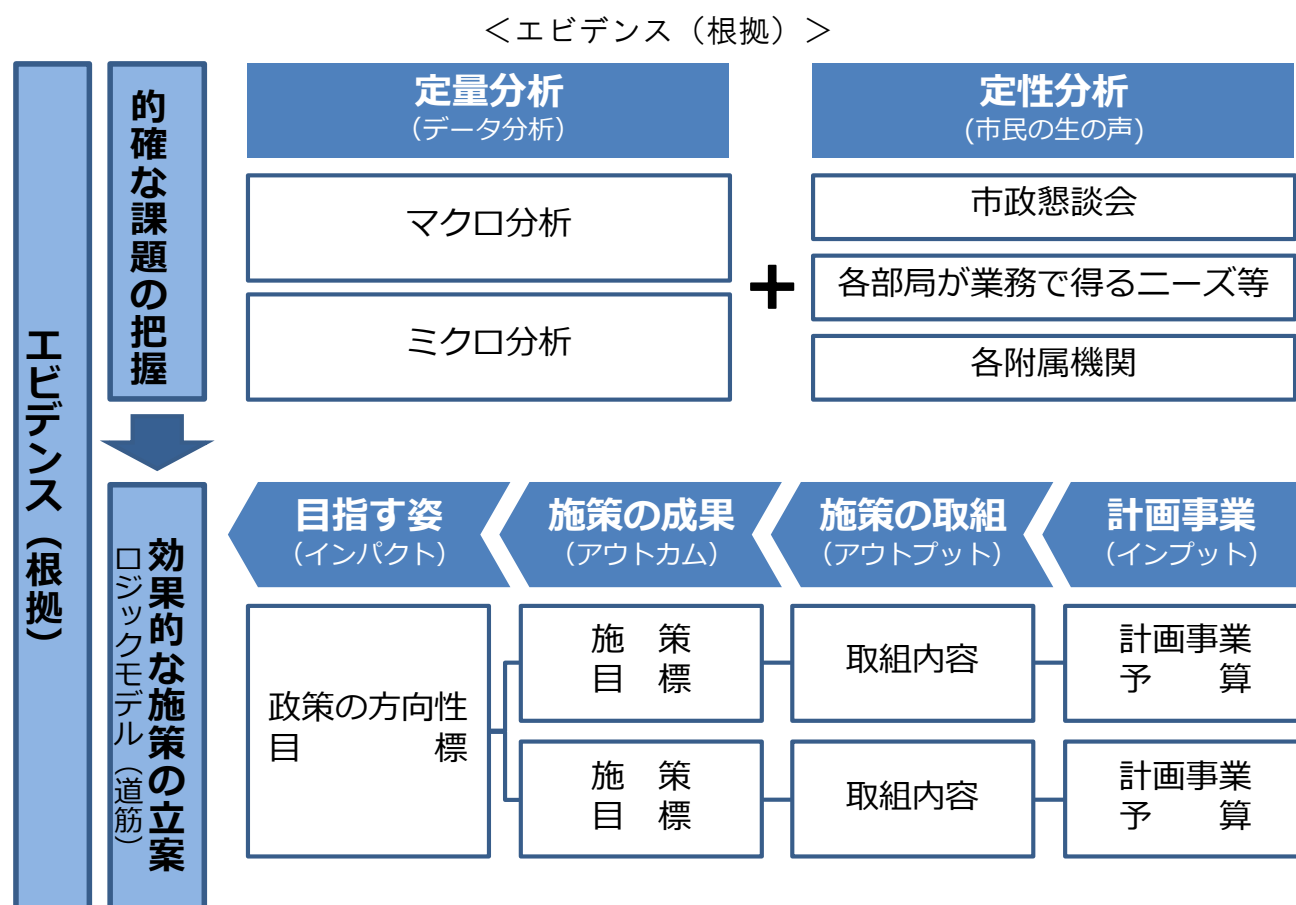 ＜エビデンス（根拠）＞
エビデンス（根拠）
的確な課題の把握
定量分析
（データ分析）
マクロ分析
ミクロ分析
＋
定性分析
(市民の生の声)
市政懇談会
各部局が業務で得るニーズ等
各附属機関
効果的な施策の立案
ロジックモデル（道筋）
目指す姿
（インパクト）
施策の成果
（アウトカム）
施策の取組
（アウトプット）
計画事業
（インプット）
政策の方向性
目　　　　標
施　策
目　標
取組内容
計画事業
予　　算
施　策
目　標
取組内容
計画事業
予　　算